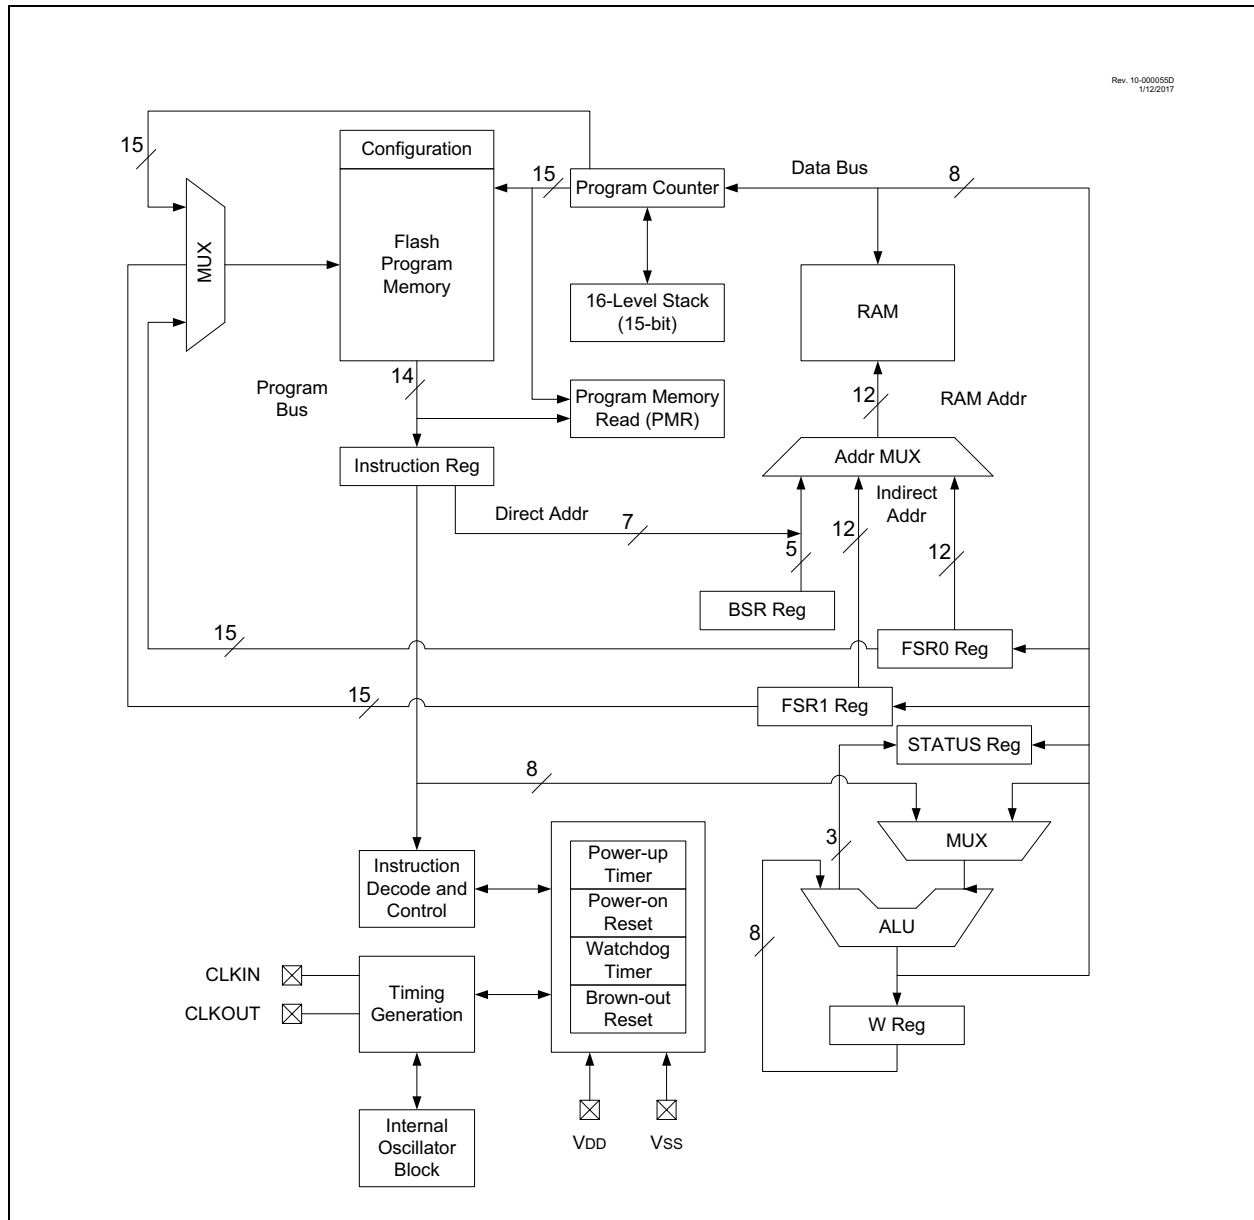 Rev. 10-000055D
1/12/2017
15
Configuration
15
Program Counter
Data Bus
8
MUX
Flash
Program
Memory
16-Level Stack
(15-bit)
RAM
Program
Bus
14
Program Memory
Read (PMR)
12
RAM Addr
Instruction Reg
Addr MUX
Direct Addr
7
Indirect
Addr
12
5
12
BSR Reg
15
FSR0 Reg
15
FSR1 Reg
STATUS Reg
8
3
MUX
Power-up
Timer
Instruction
Decode and
Control
Power-on
Reset
ALU
8
Watchdog
Timer
CLKIN
Timing
Generation
CLKOUT
Brown-out
Reset
W Reg
Internal
Oscillator
Block
VDD
VSS